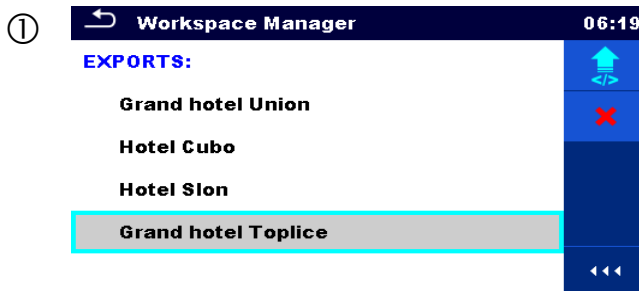 ①
Workspace Manager 06:19
EXPORTS:
</>
Grand hotel Union
Hotel Cubo
Hotel Slon
Grand hotel Toplice